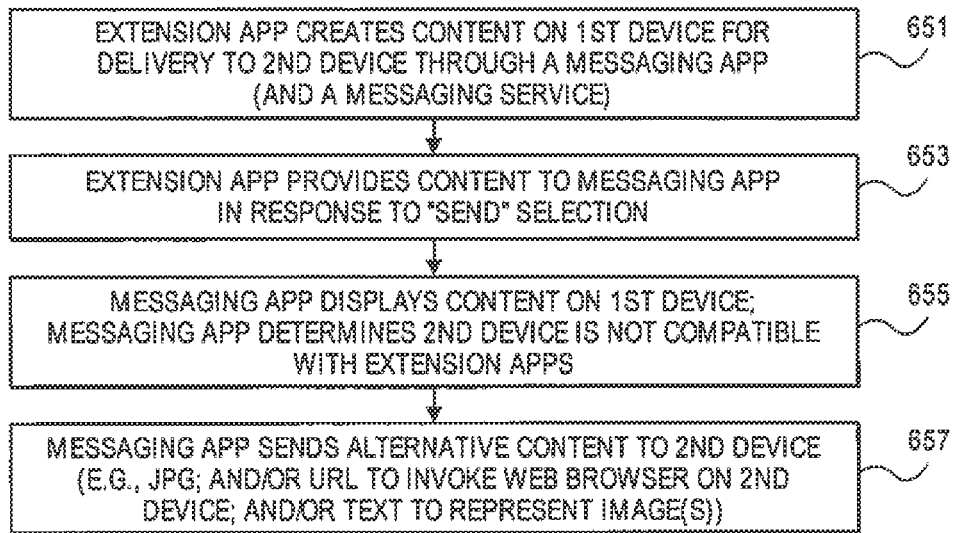 EXTENSION APP CREATES CONTENT ON 1ST DEVICE FOR
DELIVERY TO 2ND DEVICE THROUGH A MESSAGING APP
(AND A MESSAGING SERVICE)
651
EXTENSION APP PROVIDES CONTENT TO MESSAGING APP
IN RESPONSE TO "SEND" SELECTION
653
MESSAGING APP DISPLAYS CONTENT ON 1ST DEVICE;
MESSAGING APP DETERMINES 2ND DEVICE IS NOT COMPATIBLE
WITH EXTENSION APPS
655
MESSAGING APP SENDS ALTERNATIVE CONTENT TO 2ND DEVICE
(E.G., JPG; AND/OR URL TO INVOKE WEB BROWSER ON 2ND
DEVICE; AND/OR TEXT TO REPRESENT IMAGE(S))
657